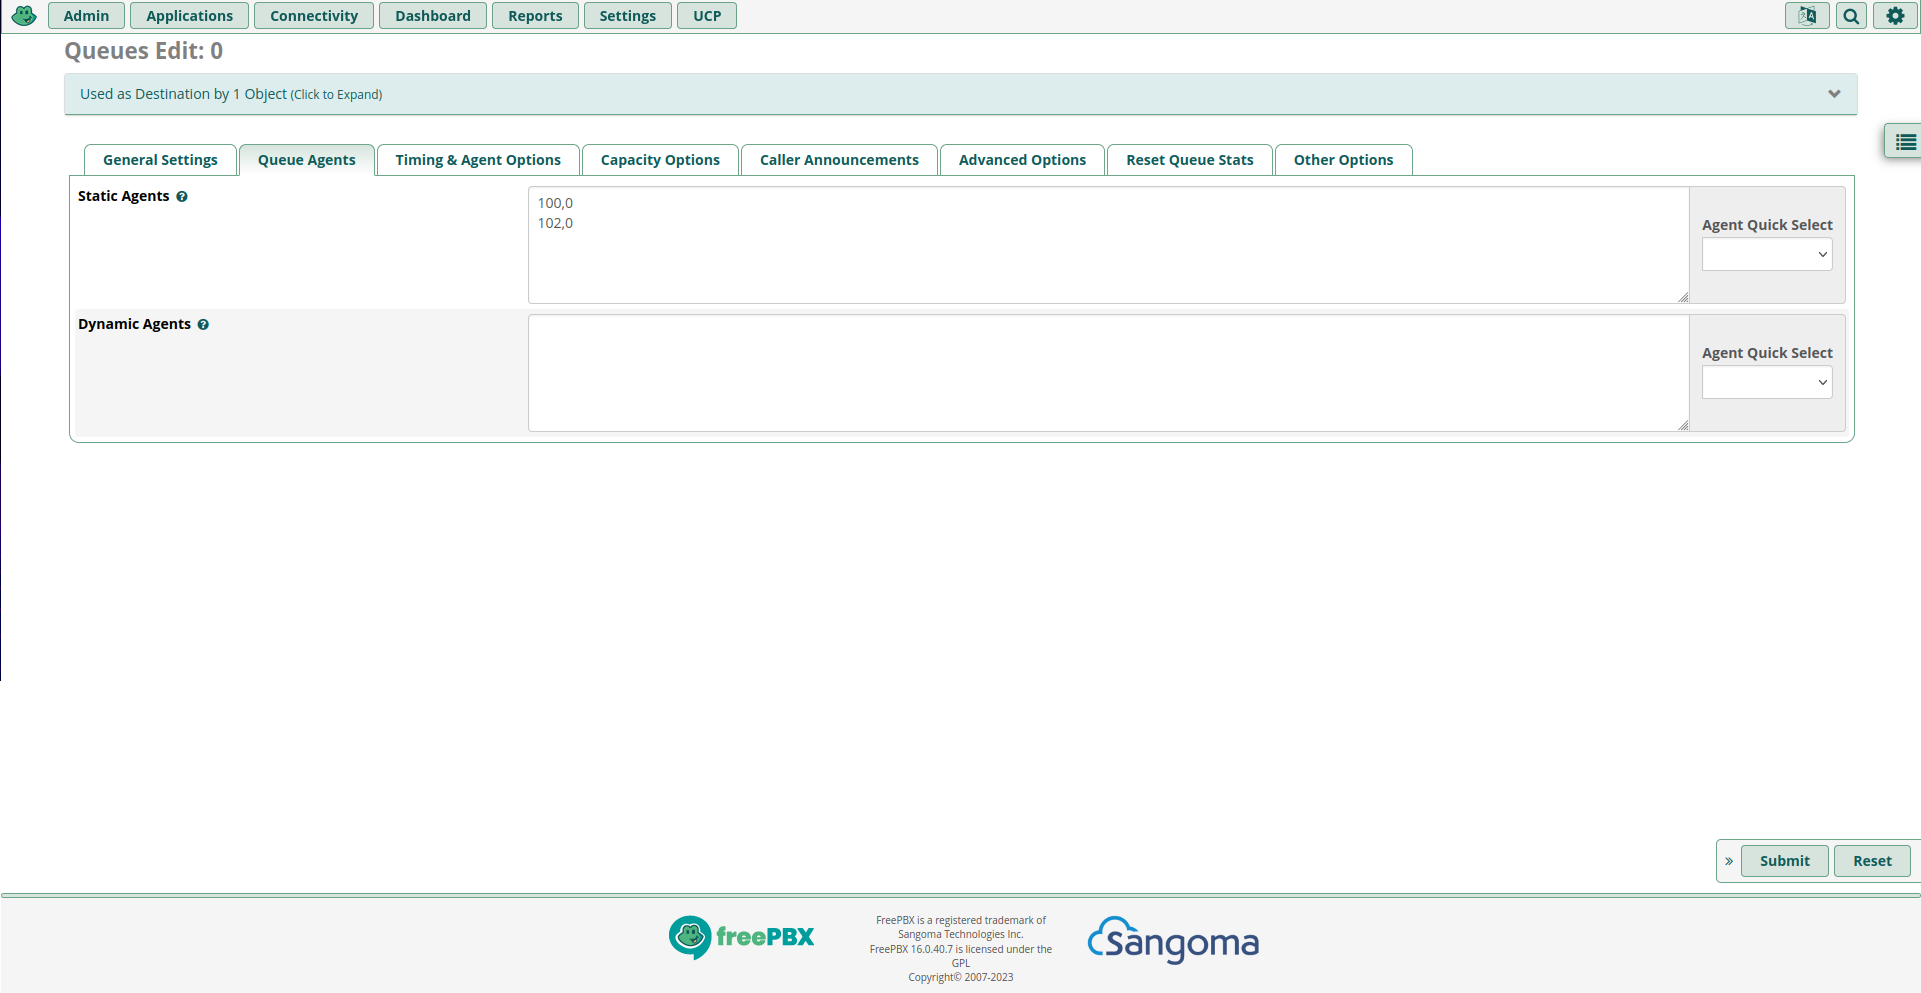 Admin
Applications
Connectivity
Dashboard
Reports
Settings
UCP
Queues Edit: 0
Used as Destination by 1 Object (Click to Expand)
General Settings
Queue Agents
Timing & Agent Options
Capacity Options
Caller Announcements
Advanced Options
Reset Queue Stats
Other Options
Static Agents
100,0
102,0
Agent Quick Select
Dynamic Agents
Agent Quick Select
Submit
Reset
freePBX
FreePBX is a registered trademark of
Sangoma Technologies Inc.
FreePBX 16.0.40.7 is licensed under the
GPL
Copyright© 2007-2023
Sangoma